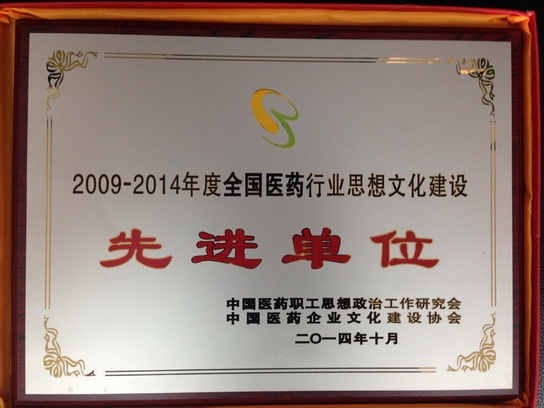 2009-2014年度全国医药行业思想文化建设
先进单位
中国医药职工思想政治工作研究会
中国医药企业文化建设协会
二〇一四年十月